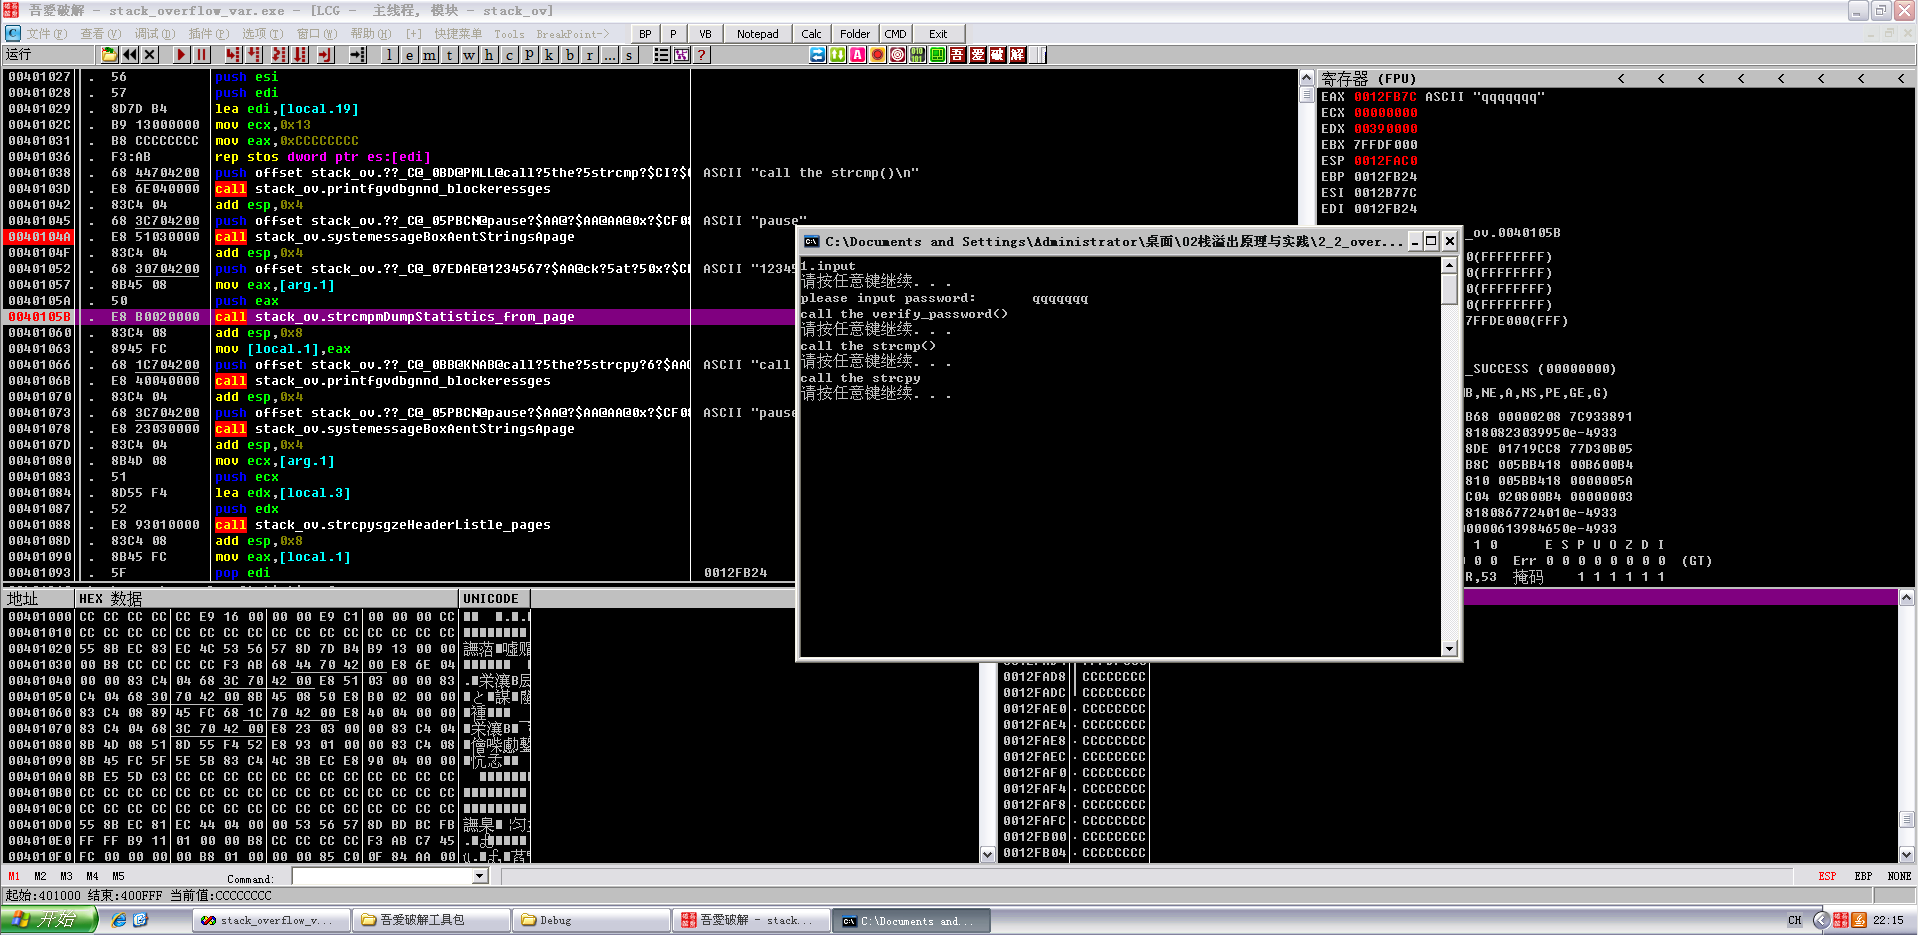 吾爱破解 - stack_overflow_var.exe - [LCG - 主线程, 模块 - stack_ov]
文件(F) 查看(V) 调试(D) 插件(P) 选项(T) 窗口(W) 帮助(H) [+] 快捷菜单 Tools BreakPoint->
BP P VB Notepad Calc Folder CMD Exit
运行
l e m t w h c p k b r ... s
吾 爱 破 解
00401027 . 56 push esi
00401028 . 57 push edi
00401029 . 8D7D B4 lea edi,[local.19]
0040102C . B9 13000000 mov ecx,0x13
00401031 . B8 CCCCCCCC mov eax,0xCCCCCCCC
00401036 . F3:AB rep stos dword ptr es:[edi]
00401038 . 68 44704200 push offset stack_ov.??_C@_0BD@PMLL@call?5the?5strcmp?$CI?$ ASCII "call the strcmp()\n"
0040103D . E8 6E040000 call stack_ov.printfgvdbgnnd_blockeressges
00401042 . 83C4 04 add esp,0x4
00401045 . 68 3C704200 push offset stack_ov.??_C@_05PBCN@pause?$AA@?$AA@AA@0x?$CF0 ASCII "pause"
0040104A . E8 51030000 call stack_ov.systemessageBoxAentStringsApage
0040104F . 83C4 04 add esp,0x4
00401052 . 68 30704200 push offset stack_ov.??_C@_07EDAE@1234567?$AA@ck?5at?50x?$C ASCII "12345
00401057 . 8B45 08 mov eax,[arg.1]
0040105A . 50 push eax
0040105B . E8 B0020000 call stack_ov.strcmpmDumpStatistics_from_page
00401060 . 83C4 08 add esp,0x8
00401063 . 8945 FC mov [local.1],eax
00401066 . 68 1C704200 push offset stack_ov.??_C@_0BB@KNAB@call?5the?5strcpy?6?$AA ASCII "call
0040106B . E8 40040000 call stack_ov.printfgvdbgnnd_blockeressges
00401070 . 83C4 04 add esp,0x4
00401073 . 68 3C704200 push offset stack_ov.??_C@_05PBCN@pause?$AA@?$AA@AA@0x?$CF0 ASCII "pause
00401078 . E8 23030000 call stack_ov.systemessageBoxAentStringsApage
0040107D . 83C4 04 add esp,0x4
00401080 . 8B4D 08 mov ecx,[arg.1]
00401083 . 51 push ecx
00401084 . 8D55 F4 lea edx,[local.3]
00401087 . 52 push edx
00401088 . E8 93010000 call stack_ov.strcpysgzeHeaderListle_pages
0040108D . 83C4 08 add esp,0x8
00401090 . 8B45 FC mov eax,[local.1]
00401093 . 5F pop edi 0012FB24
寄存器 (FPU) < < < < < < < <
EAX 0012FB7C ASCII "qqqqqqq"
ECX 00000000
EDX 00390000
EBX 7FFDF000
ESP 0012FAC0
EBP 0012FB24
ESI 0012B77C
EDI 0012FB24
_ov.0040105B
0(FFFFFFFF)
0(FFFFFFFF)
0(FFFFFFFF)
0(FFFFFFFF)
7FFDE000(FFF)
_SUCCESS (00000000)
B,NE,A,NS,PE,GE,G)
B68 00000208 7C933891
8180823039950e-4933
8DE 01719CC8 77D30B05
B8C 005BB418 00B600B4
810 005BB418 0000005A
C04 020800B4 00000003
8180867724010e-4933
00000613984650e-4933
1 0 E S P U O Z D I
0 0 Err 0 0 0 0 0 0 0 0 (GT)
R,53 掩码 1 1 1 1 1 1
C:\Documents and Settings\Administrator\桌面\02栈溢出原理与实践\2_2_over...
1.input
请按任意键继续. . .
please input password: qqqqqqq
call the verify_password()
请按任意键继续. . .
call the strcmp()
请按任意键继续. . .
call the strcpy
请按任意键继续. . .
地址 HEX 数据 UNICODE
00401000 CC CC CC CC CC E9 16 00 00 00 E9 C1 00 00 00 CC
00401010 CC CC CC CC CC CC CC CC CC CC CC CC CC CC CC CC
00401020 55 8B EC 83 EC 4C 53 56 57 8D 7D B4 B9 13 00 00
00401030 00 B8 CC CC CC CC F3 AB 68 44 70 42 00 E8 6E 04
00401040 00 00 83 C4 04 68 3C 70 42 00 E8 51 03 00 00 83
00401050 C4 04 68 30 70 42 00 8B 45 08 50 E8 B0 02 00 00
00401060 83 C4 08 89 45 FC 68 1C 70 42 00 E8 40 04 00 00
00401070 83 C4 04 68 3C 70 42 00 E8 23 03 00 00 83 C4 04
00401080 8B 4D 08 51 8D 55 F4 52 E8 93 01 00 00 83 C4 08
00401090 8B 45 FC 5F 5E 5B 83 C4 4C 3B EC E8 90 04 00 00
004010A0 8B E5 5D C3 CC CC CC CC CC CC CC CC CC CC CC CC
004010B0 CC CC CC CC CC CC CC CC CC CC CC CC CC CC CC CC
004010C0 CC CC CC CC CC CC CC CC CC CC CC CC CC CC CC CC
004010D0 55 8B EC 81 EC 44 04 00 00 53 56 57 8D BD BC FB
004010E0 FF FF B9 11 01 00 00 B8 CC CC CC CC F3 AB C7 45
004010F0 FC 00 00 00 00 B8 01 00 00 00 85 C0 0F 84 AA 00
0012FAD8 CCCCCCCC
0012FADC CCCCCCCC
0012FAE0 CCCCCCCC
0012FAE4 CCCCCCCC
0012FAE8 CCCCCCCC
0012FAEC CCCCCCCC
0012FAF0 CCCCCCCC
0012FAF4 CCCCCCCC
0012FAF8 CCCCCCCC
0012FAFC CCCCCCCC
0012FB00 CCCCCCCC
0012FB04 CCCCCCCC
M1 M2 M3 M4 M5 Command: ESP EBP NONE
起始:401000 结束:400FFF 当前值:CCCCCCCC
开始 stack_overflow_v... 吾爱破解工具包 Debug 吾爱破解 - stack... C:\Documents and... CH 22:15